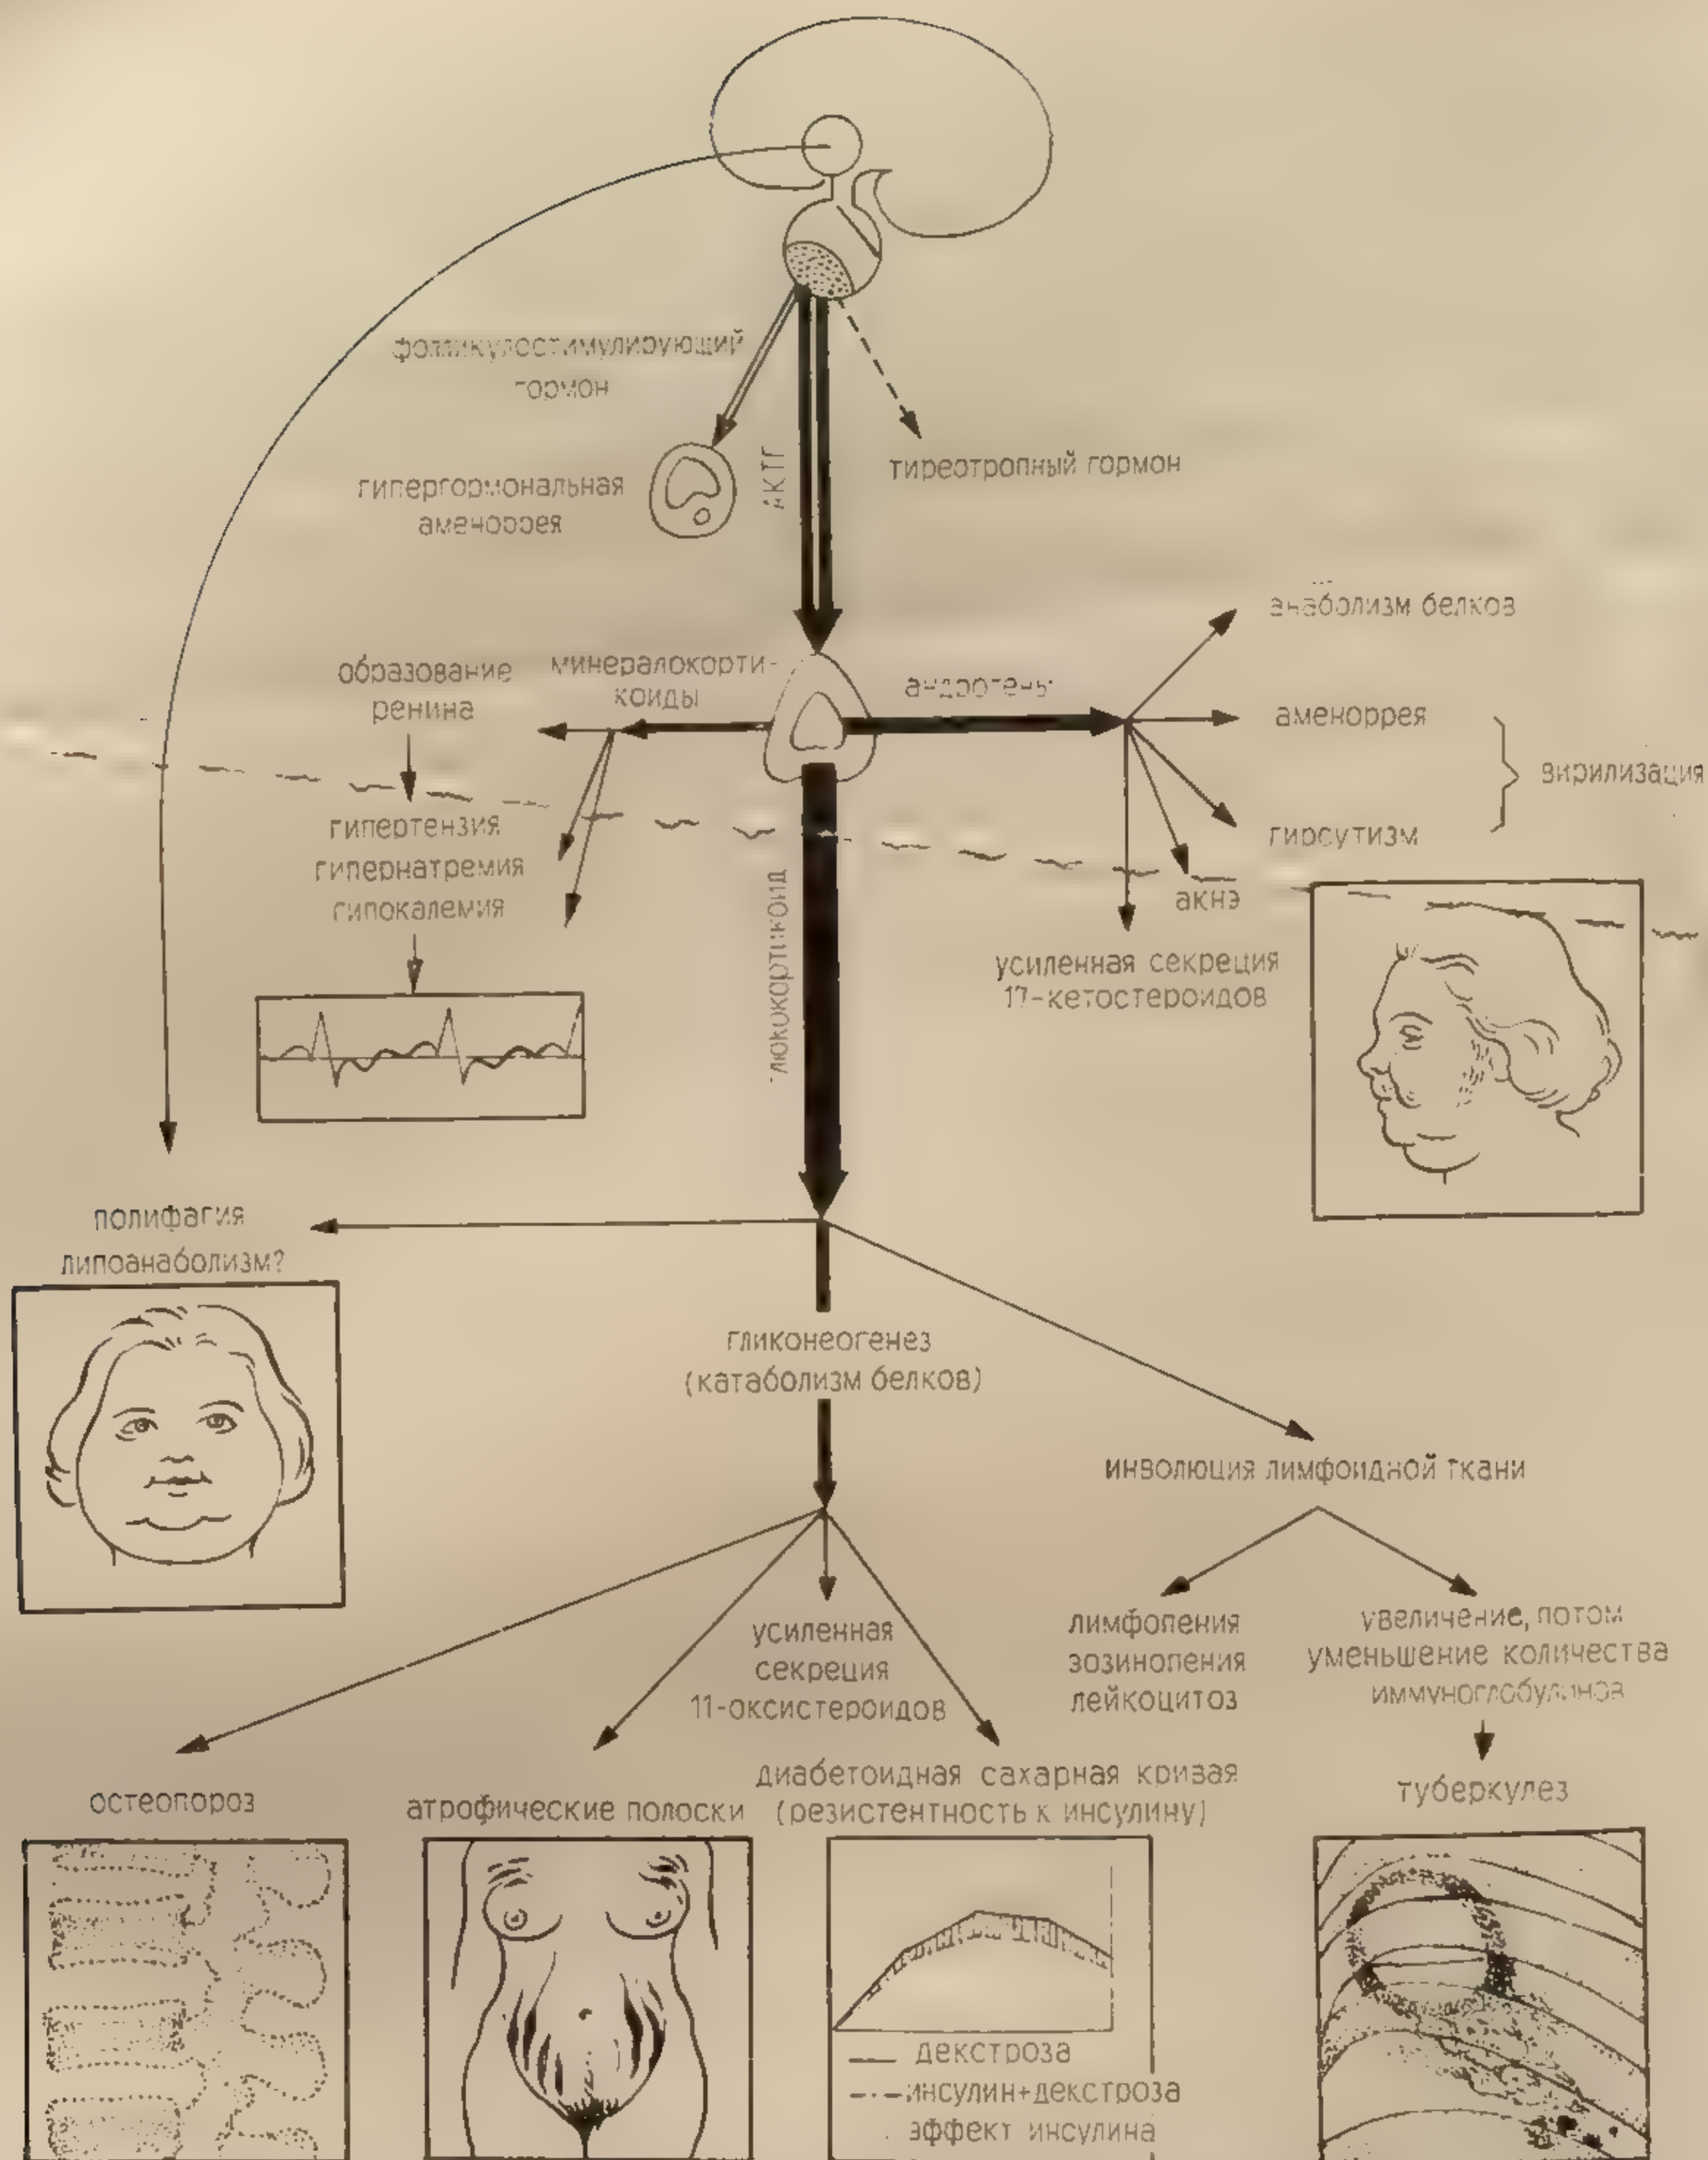 фолликулостимулирующий
гормон
гипергормональная
аменоррея
АКТГ
тиреотропный гормон
анаболизм белков
образование
ренина
минералокорти-
коиды
андрогены
аменоррея
вирилизация
гипертензия
гипернатремия
гипокалемия
гирсутизм
акнэ
глюкокортикоид
усиленная секреция
17-кетостероидов
полифагия
липоанаболизм?
гликонеогенез
(катаболизм белков)
инволюция лимфоидной ткани
усиленная
секреция
11-оксистероидов
лимфопения
эозинопения
лейкоцитоз
увеличение, потом
уменьшение количества
иммуноглобулинов
остеопороз
атрофические полоски
диабетоидная сахарная кривая
(резистентность к инсулину)
туберкулез
декстроза
инсулин+декстроза
эффект инсулина